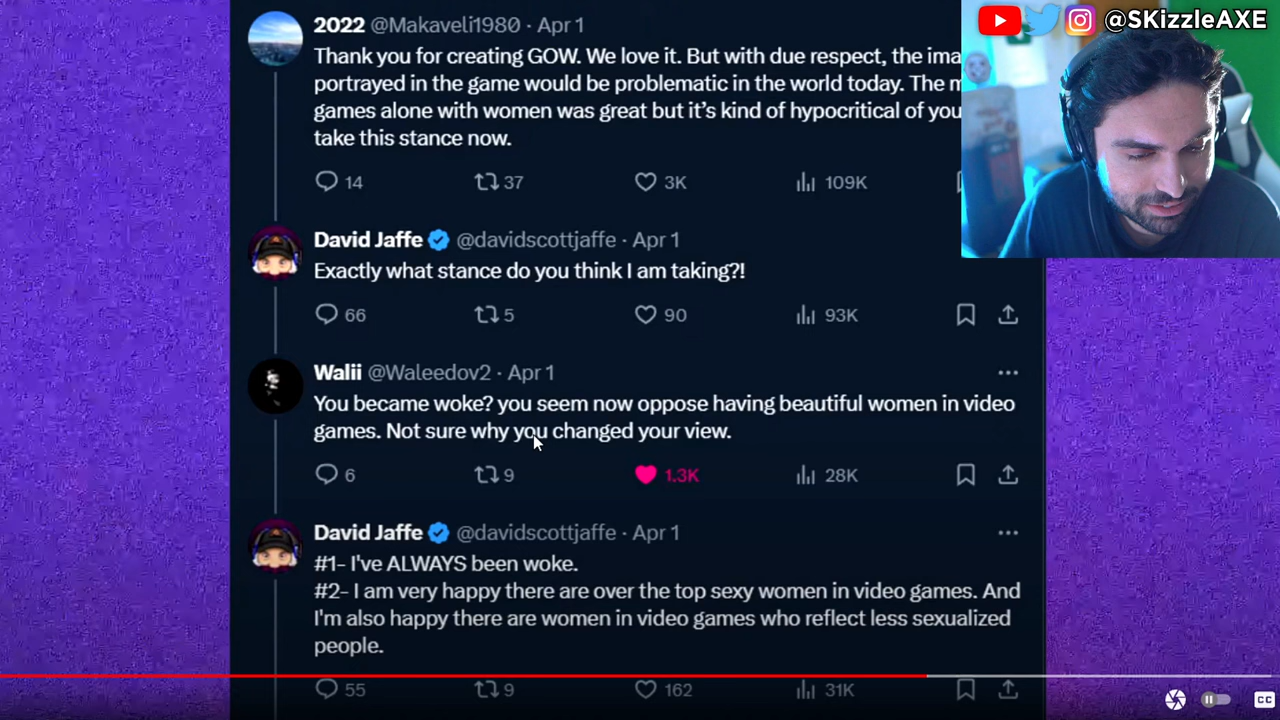 @SKizzleAXE
2022 @Makaveli1980 · Apr 1
Thank you for creating GOW. We love it. But with due respect, the
portrayed in the game would be problematic in the world today. The
games alone with women was great but it’s kind of hypocritical of
take this stance now.
14 37 3K 109K
David Jaffe @davidscottjaffe · Apr 1
Exactly what stance do you think I am taking?!
66 5 90 93K
Walii @Waleedov2 · Apr 1
You became woke? you seem now oppose having beautiful women in video
games. Not sure why you changed your view.
6 9 1.3K 28K
David Jaffe @davidscottjaffe · Apr 1
#1- I've ALWAYS been woke.
#2- I am very happy there are over the top sexy women in video games. And
I'm also happy there are women in video games who reflect less sexualized
people.
55 9 162 31K
CC